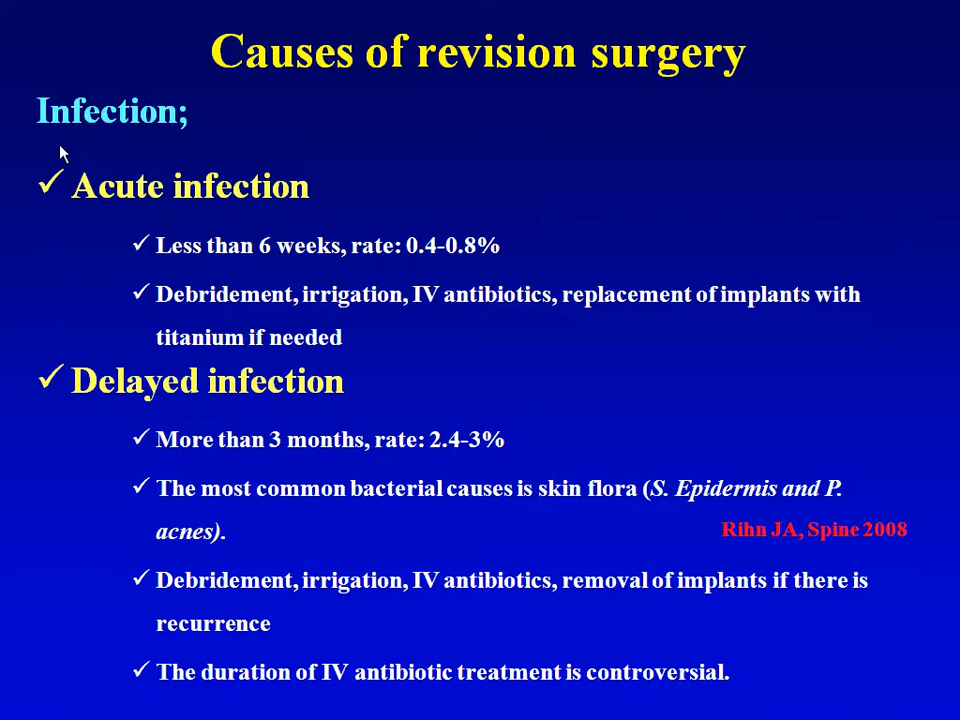 Causes of revision surgery
Infection;
✓ Acute infection
✓ Less than 6 weeks, rate: 0.4-0.8%
✓ Debridement, irrigation, IV antibiotics, replacement of implants with
titanium if needed
✓ Delayed infection
✓ More than 3 months, rate: 2.4-3%
✓ The most common bacterial causes is skin flora (S. Epidermis and P.
acnes).
Rihn JA, Spine 2008
✓ Debridement, irrigation, IV antibiotics, removal of implants if there is
recurrence
✓ The duration of IV antibiotic treatment is controversial.